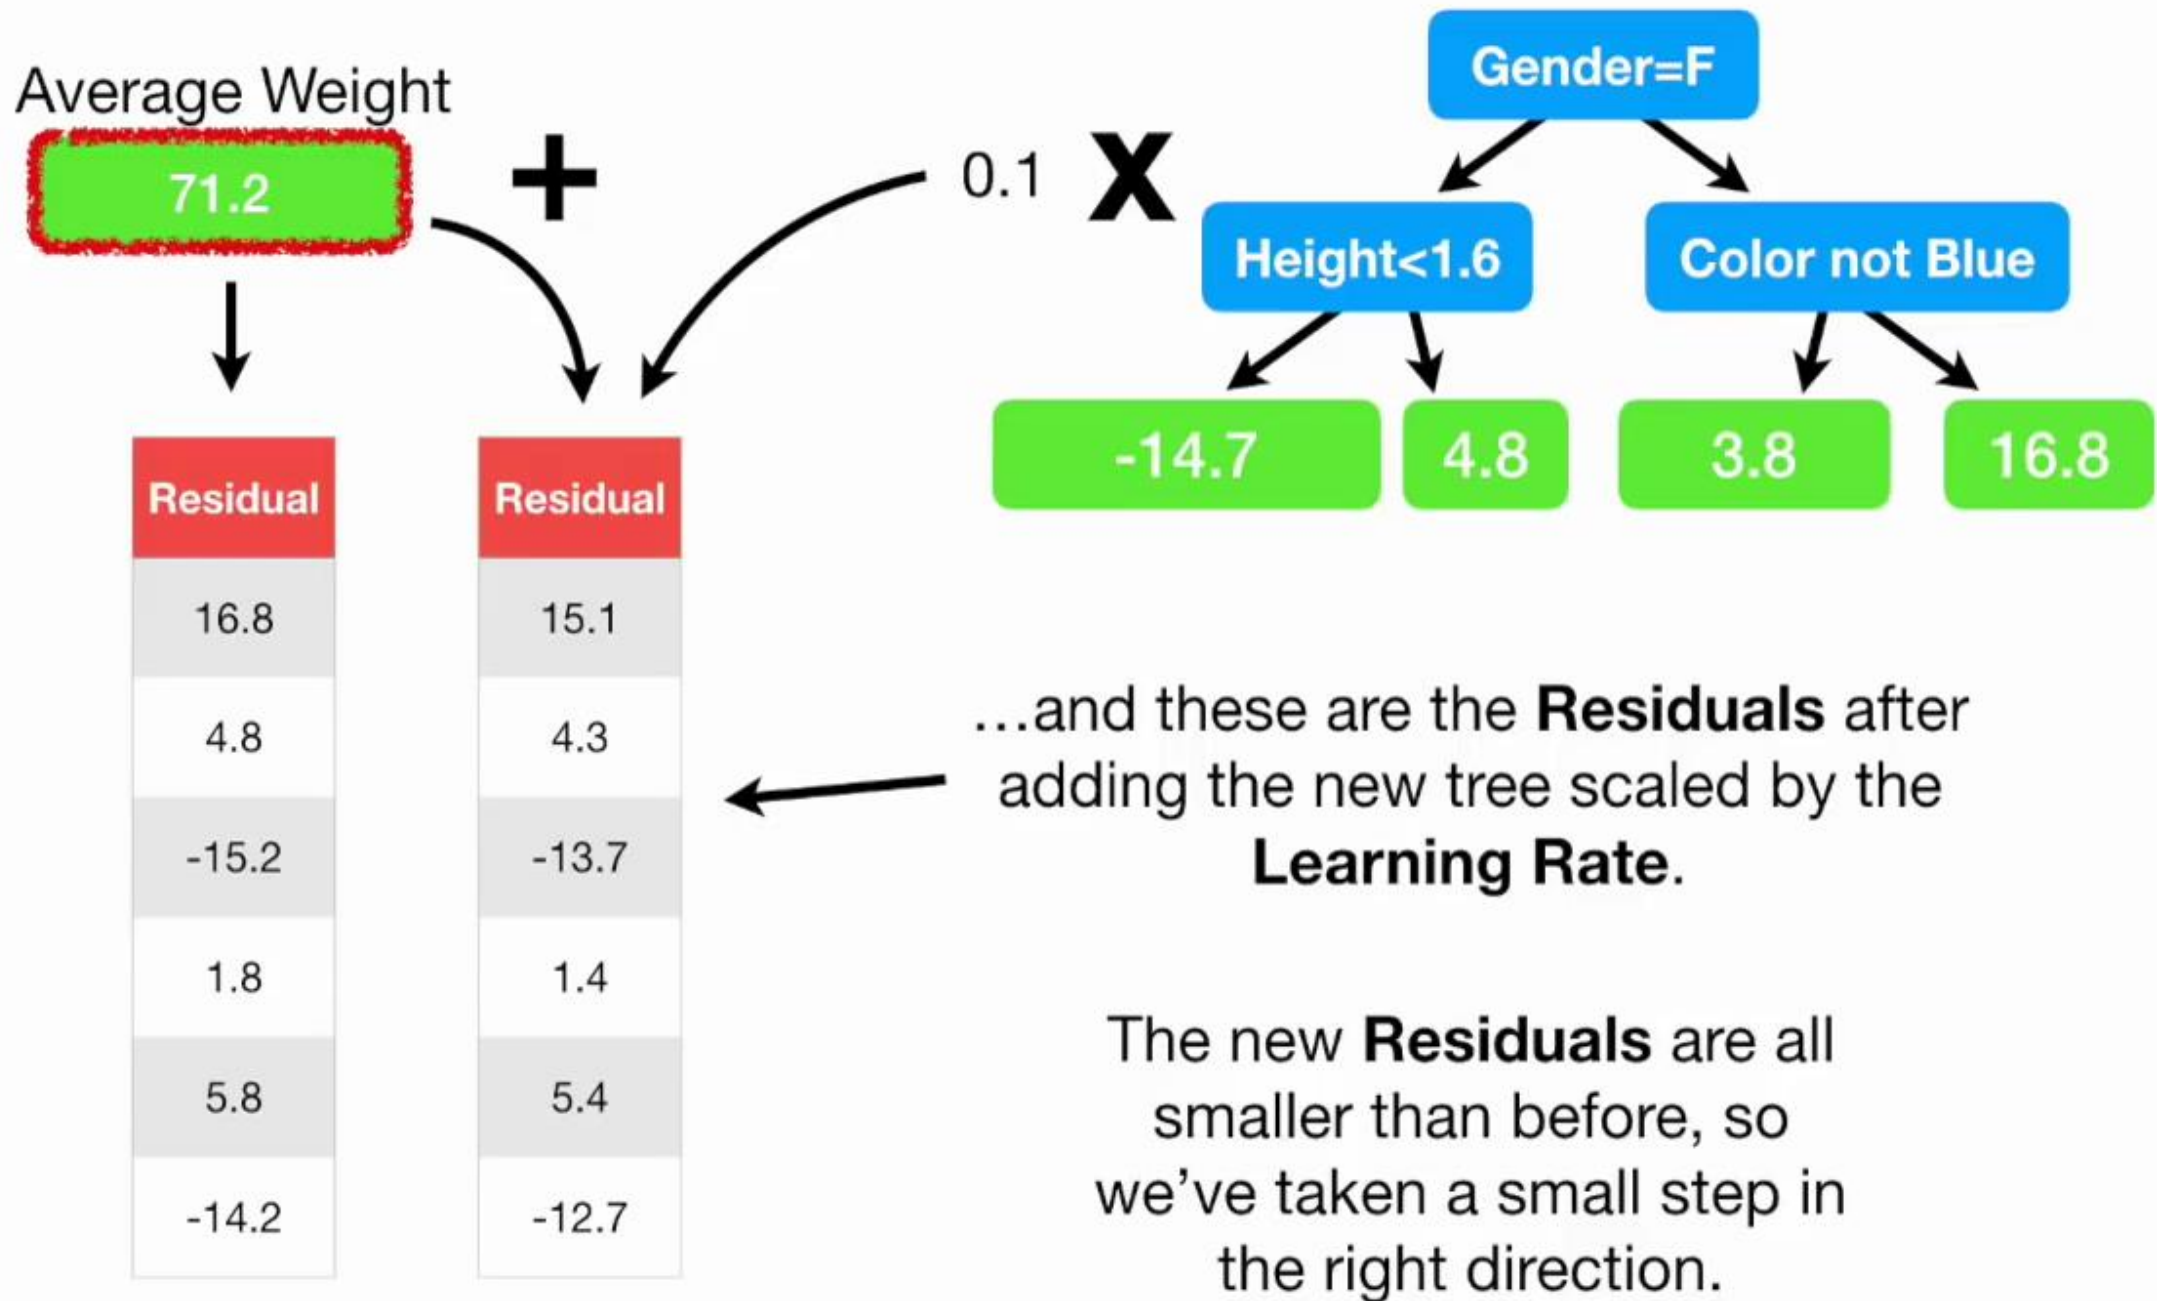 Average Weight
71.2
+
0.1
X
Gender=F
Height<1.6
Color not Blue
-14.7
4.8
3.8
16.8
Residual
16.8
4.8
-15.2
1.8
5.8
-14.2
Residual
15.1
4.3
-13.7
1.4
5.4
-12.7
…and these are the Residuals after
adding the new tree scaled by the
Learning Rate.
The new Residuals are all
smaller than before, so
we’ve taken a small step in
the right direction.